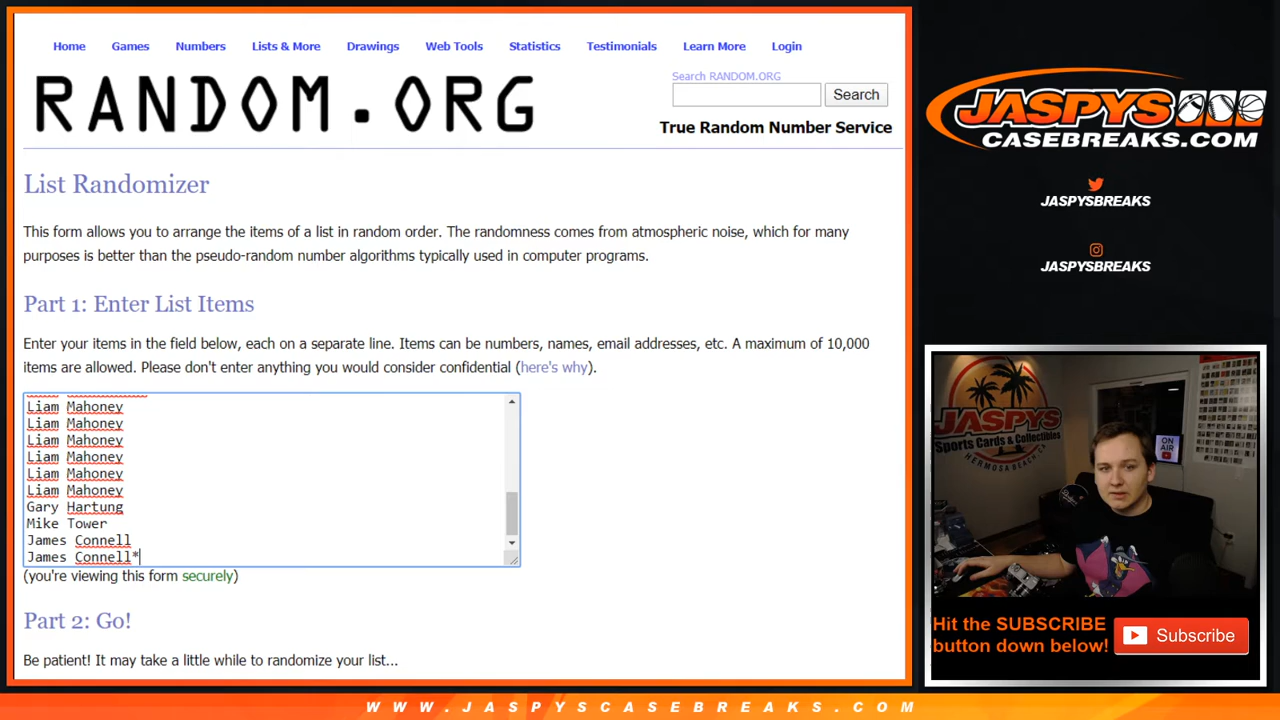 Home Games Numbers Lists & More Drawings Web Tools Statistics Testimonials Learn More Login
RANDOM.ORG
Search RANDOM.ORG
Search
True Random Number Service
List Randomizer
This form allows you to arrange the items of a list in random order. The randomness comes from atmospheric noise, which for many
purposes is better than the pseudo-random number algorithms typically used in computer programs.
Part 1: Enter List Items
Enter your items in the field below, each on a separate line. Items can be numbers, names, email addresses, etc. A maximum of 10,000
items are allowed. Please don't enter anything you would consider confidential (here's why).
Liam Mahoney
Liam Mahoney
Liam Mahoney
Liam Mahoney
Liam Mahoney
Liam Mahoney
Gary Hartung
Mike Tower
James Connell
James Connell*
(you're viewing this form securely)
Part 2: Go!
Be patient! It may take a little while to randomize your list...
JASPYS
CASEBREAKS.COM
JASPYSBREAKS
JASPYSBREAKS
JASPYS
Sports Cards & Collectibles
HERMOSA BEACH, CA
ON
AIR
Hit the SUBSCRIBE
button down below!
Subscribe
WWW.JASPYSCASEBREAKS.COM